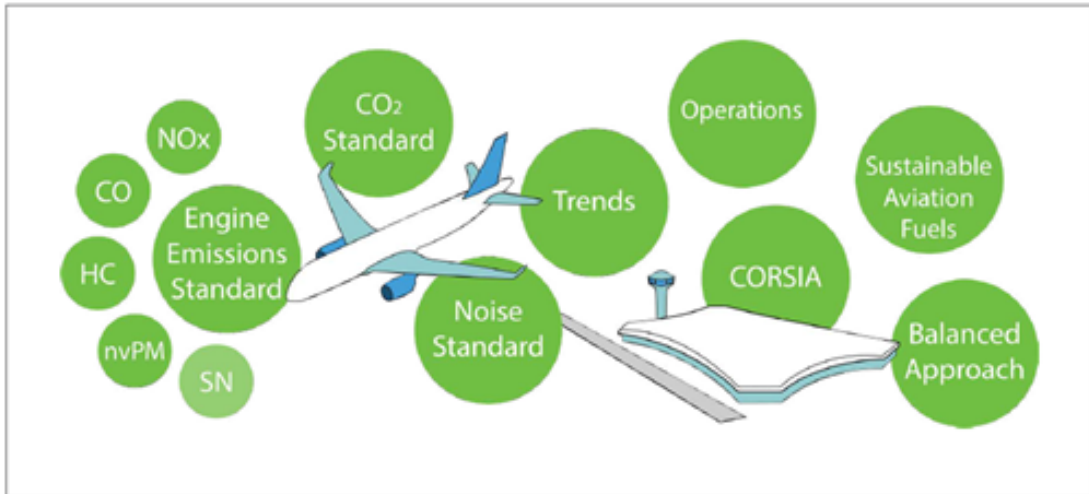 NOx
CO
HC
nvPM
SN
Engine
Emissions
Standard
CO₂
Standard
Trends
Noise
Standard
Operations
Sustainable
Aviation
Fuels
CORSIA
Balanced
Approach